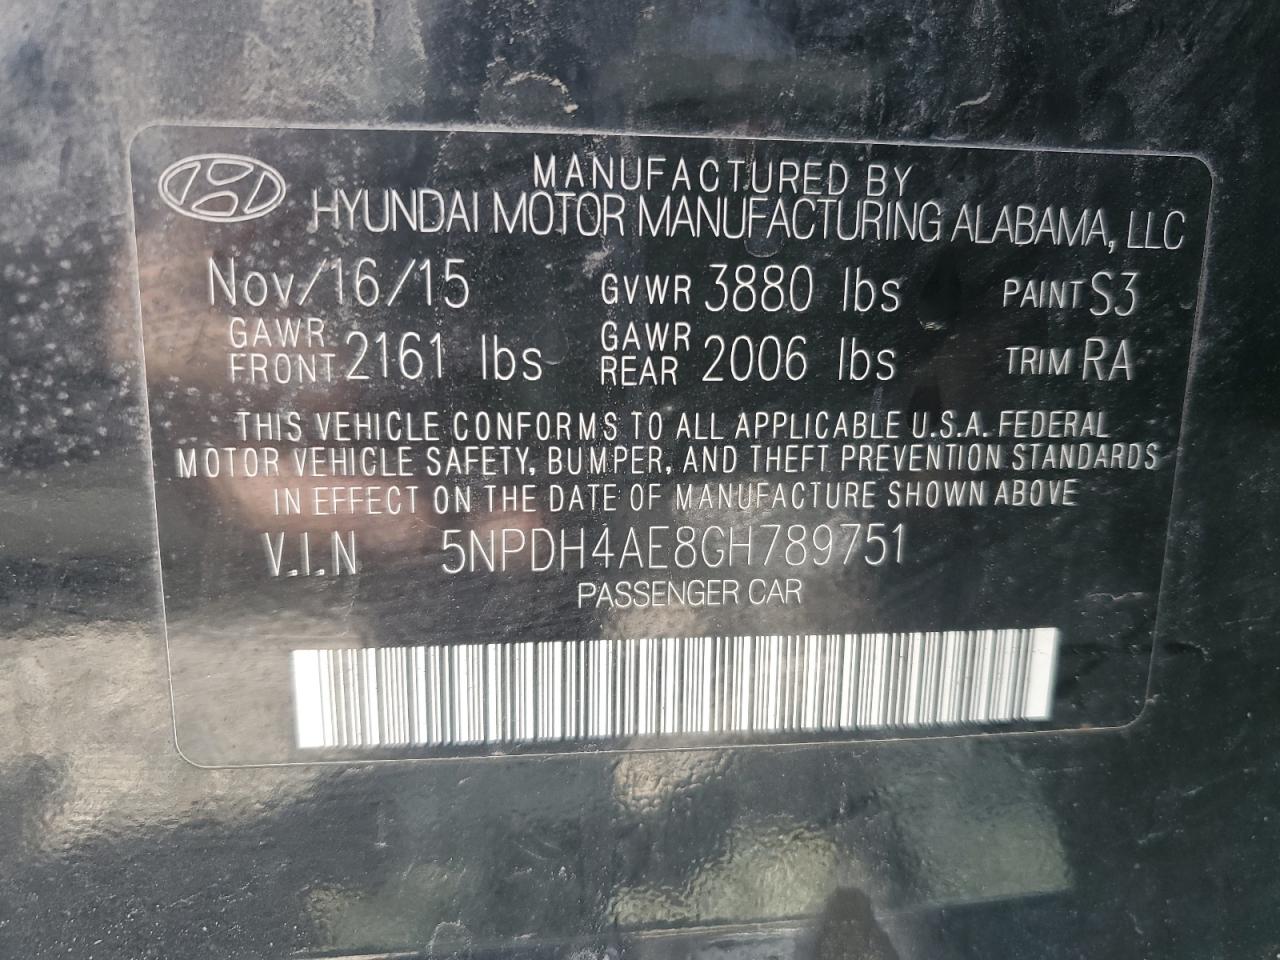 MANUFACTURED BY
HYUNDAI MOTOR MANUFACTURING ALABAMA, LLC
Nov/16/15 GVWR 3880 lbs PAINT S3
GAWR FRONT 2161 lbs GAWR REAR 2006 lbs TRIM RA
THIS VEHICLE CONFORMS TO ALL APPLICABLE U.S.A. FEDERAL
MOTOR VEHICLE SAFETY, BUMPER, AND THEFT PREVENTION STANDARDS
IN EFFECT ON THE DATE OF MANUFACTURE SHOWN ABOVE
V.I.N 5NPDH4AE8GH789751
PASSENGER CAR